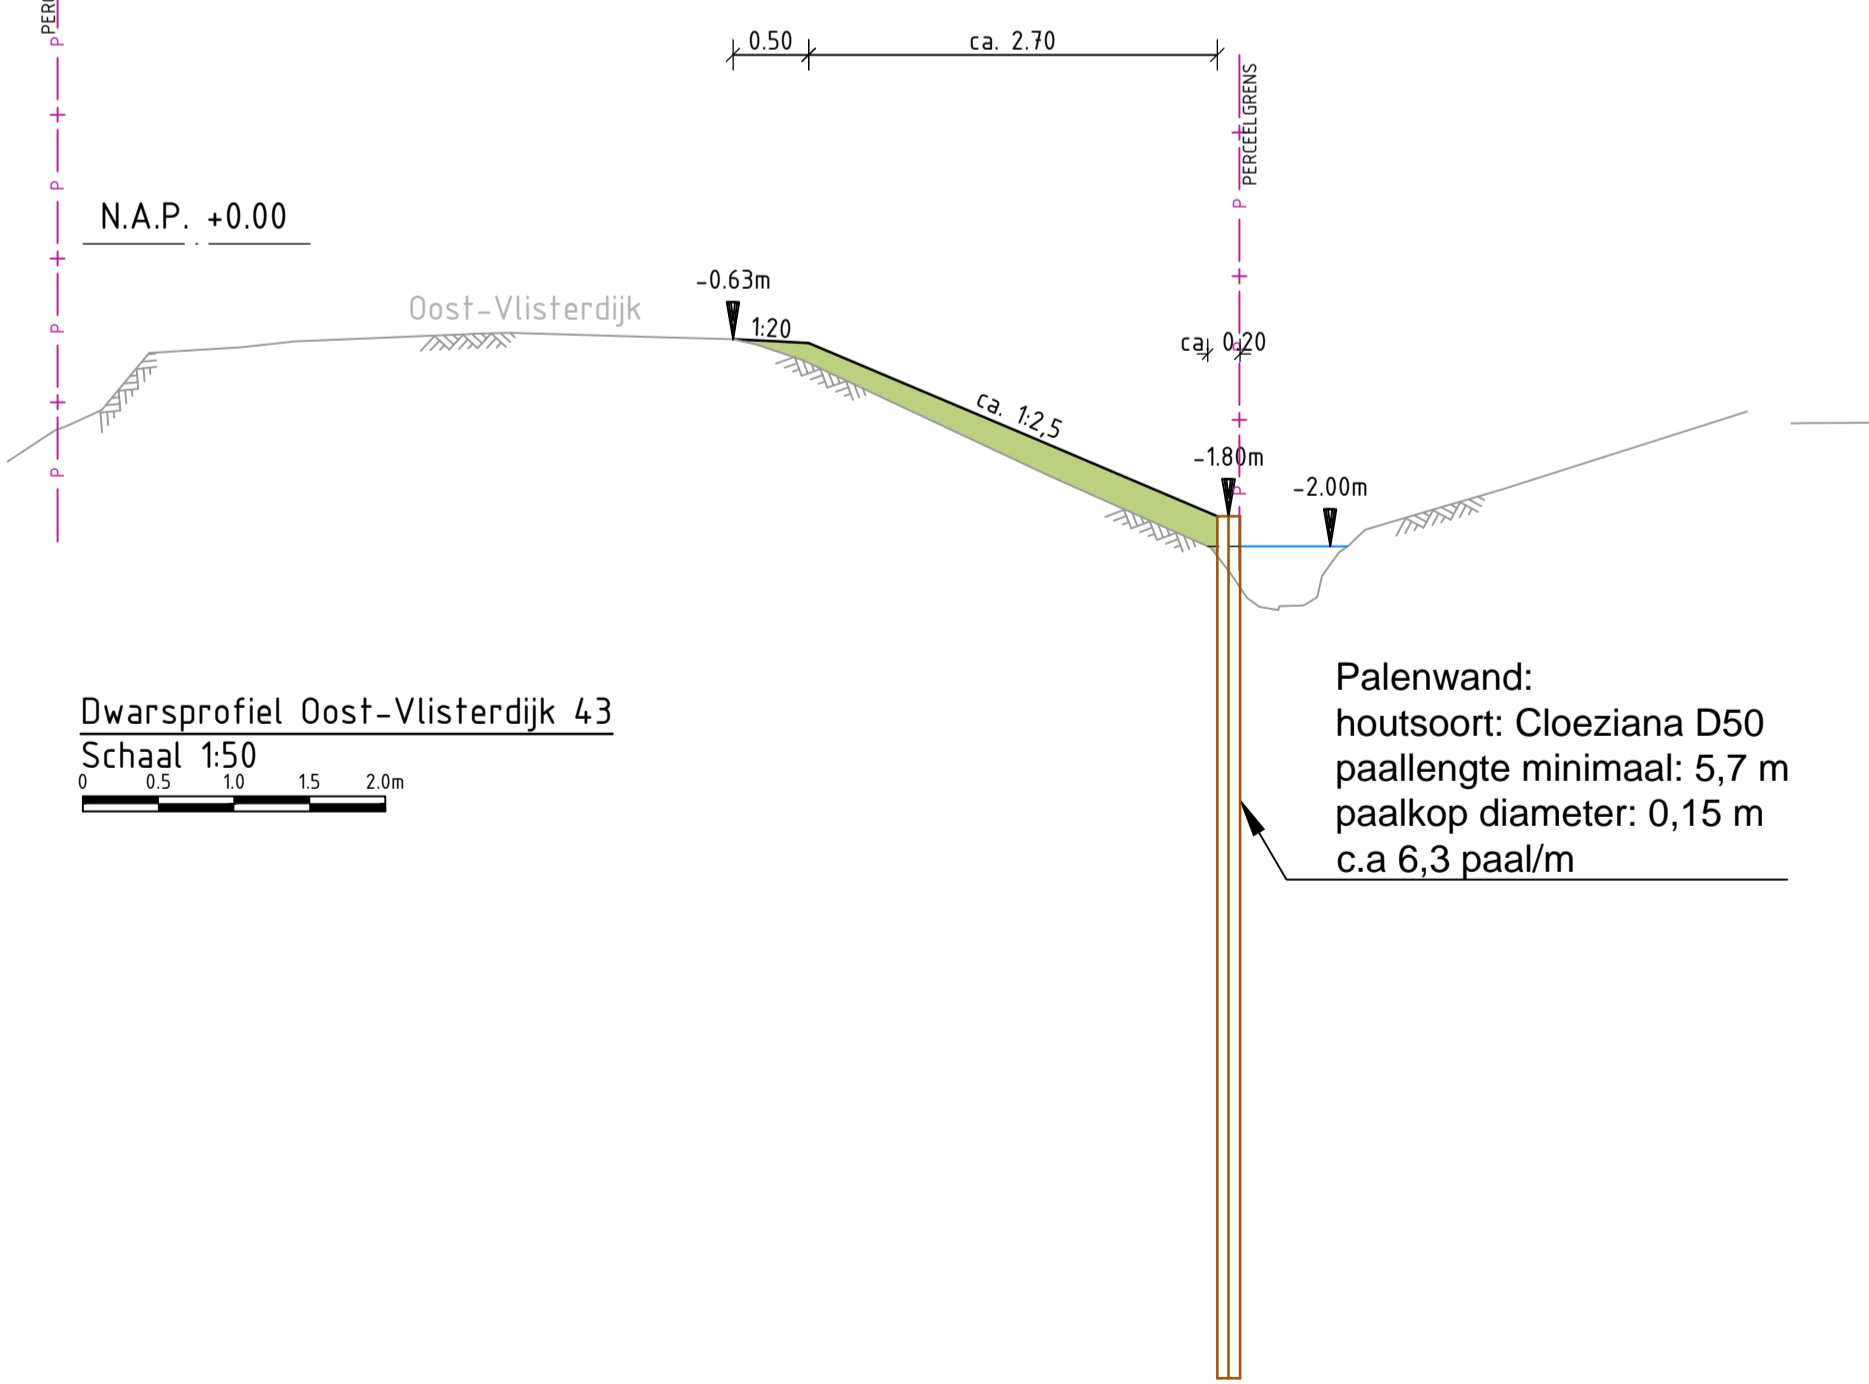 0.50
ca. 2.70
PERCEELGRENS
N.A.P. +0.00
-0.63m
Oost-Vlisterdijk
1:20
ca. 0.20
ca. 1:2,5
-1.80m
-2.00m
P
P
P
P
P
P
P
Dwarsprofiel Oost-Vlisterdijk 43
Schaal 1:50
0 0.5 1.0 1.5 2.0m
Palenwand:
houtsoort: Cloeziana D50
paallengte minimaal: 5,7 m
paalkop diameter: 0,15 m
c.a 6,3 paal/m